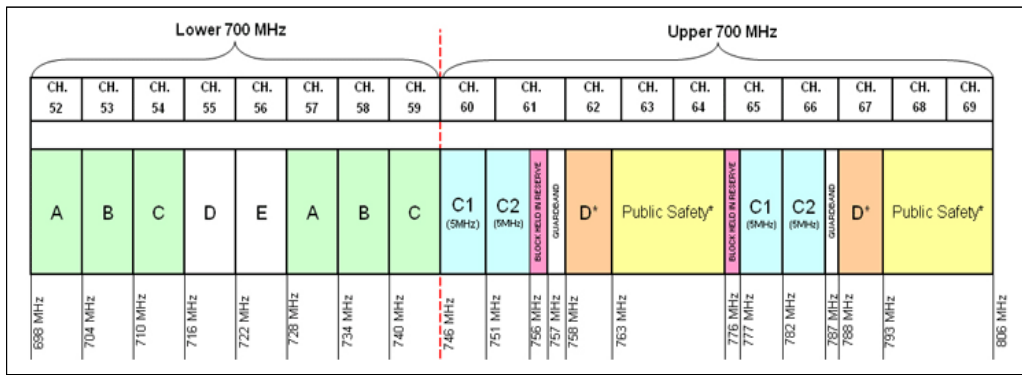 Lower 700 MHz
Upper 700 MHz
CH. 52
CH. 53
CH. 54
CH. 55
CH. 56
CH. 57
CH. 58
CH. 59
CH. 60
CH. 61
CH. 62
CH. 63
CH. 64
CH. 65
CH. 66
CH. 67
CH. 68
CH. 69
A
B
C
D
E
A
B
C
C1
(5MHz)
C2
(5MHz)
BLOCK HELD IN RESERVE
GUARDBAND
D*
Public Safety*
BLOCK HELD IN RESERVE
C1
(5MHz)
C2
(5MHz)
GUARDBAND
D*
Public Safety*
698 MHz
704 MHz
710 MHz
716 MHz
722 MHz
728 MHz
734 MHz
740 MHz
746 MHz
751 MHz
756 MHz
757 MHz
758 MHz
763 MHz
776 MHz
777 MHz
782 MHz
787 MHz
788 MHz
793 MHz
806 MHz